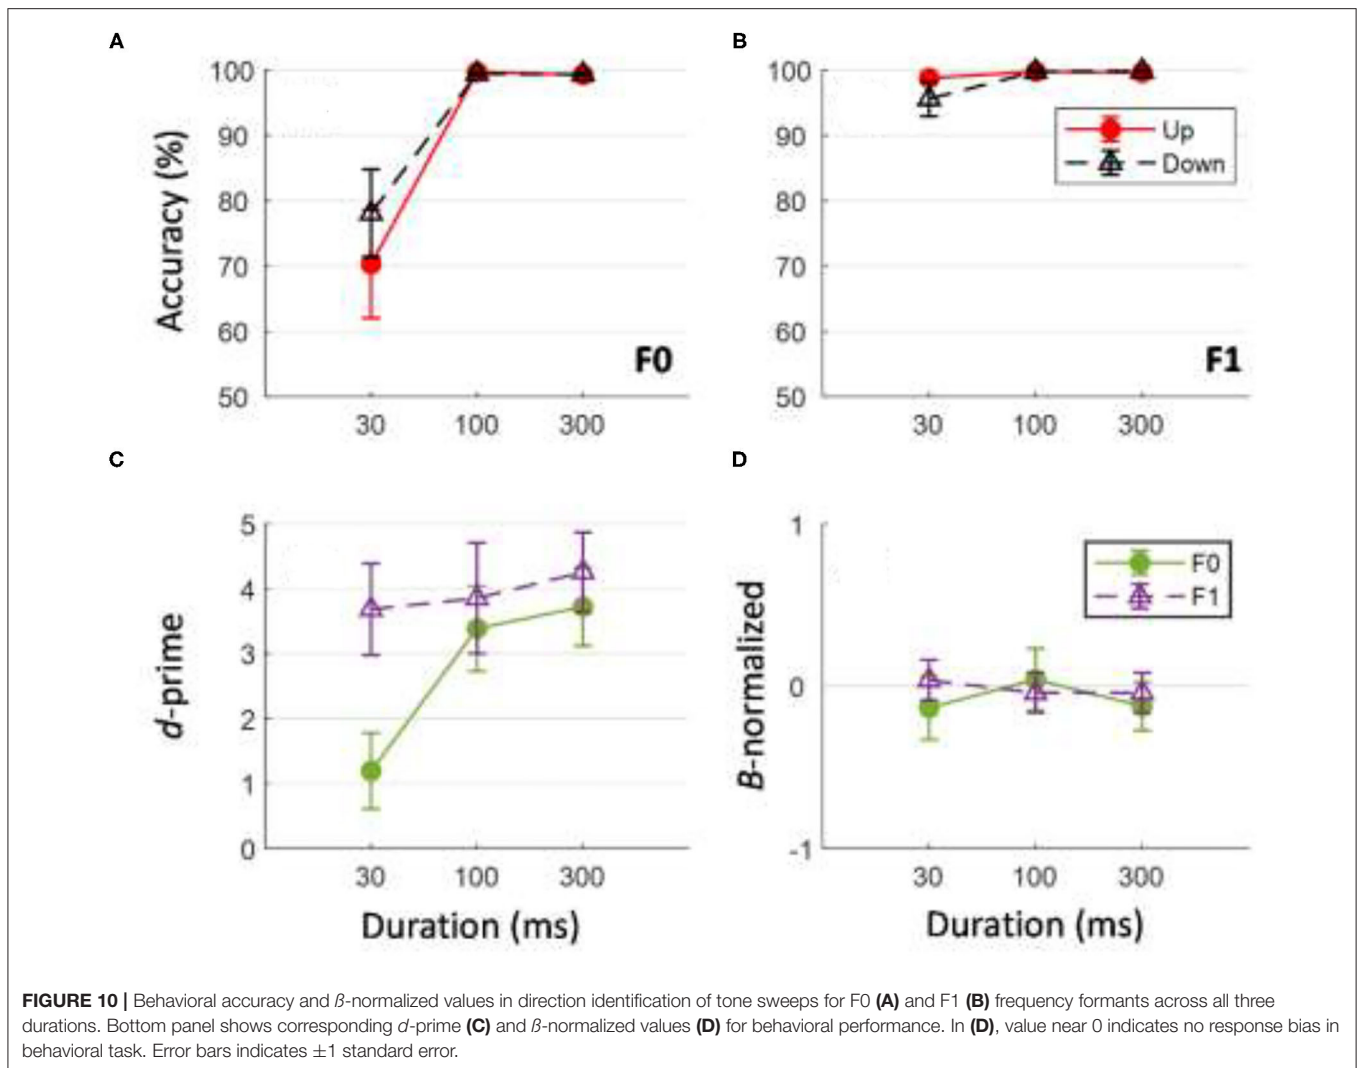 A
B
100
90
80
70
60
50
Accuracy (%)
F0
30
100
300
100
90
80
70
60
50
Up
Down
F1
30
100
300
C
D
5
4
3
2
1
0
d-prime
30
100
300
Duration (ms)
1
0
-1
B-normalized
F0
F1
30
100
300
Duration (ms)
FIGURE 10 | Behavioral accuracy and ß-normalized values in direction identification of tone sweeps for F0 (A) and F1 (B) frequency formants across all three
durations. Bottom panel shows corresponding d-prime (C) and ß-normalized values (D) for behavioral performance. In (D), value near 0 indicates no response bias in
behavioral task. Error bars indicates ±1 standard error.